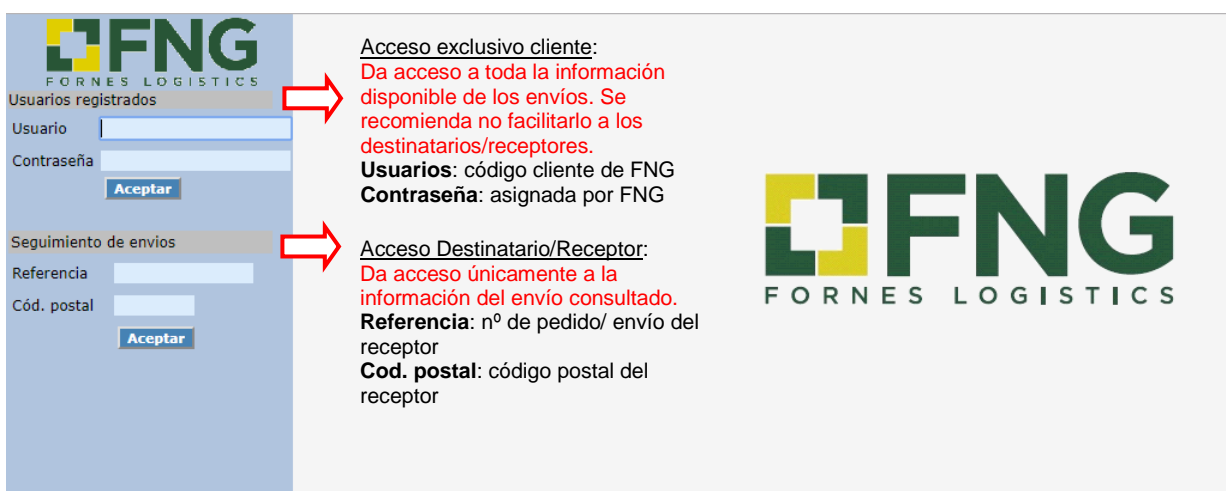 FNG
FORNES LOGISTICS
Usuarios registrados
Usuario
Contraseña
Aceptar
Seguimiento de envios
Referencia
Cód. postal
Aceptar
Acceso exclusivo cliente:
Da acceso a toda la información
disponible de los envíos. Se
recomienda no facilitarlo a los
destinatarios/receptores.
Usuarios: código cliente de FNG
Contraseña: asignada por FNG
Acceso Destinatario/Receptor:
Da acceso únicamente a la
información del envío consultado.
Referencia: nº de pedido/ envío del
receptor
Cod. postal: código postal del
receptor
FNG
FORNES LOGISTICS